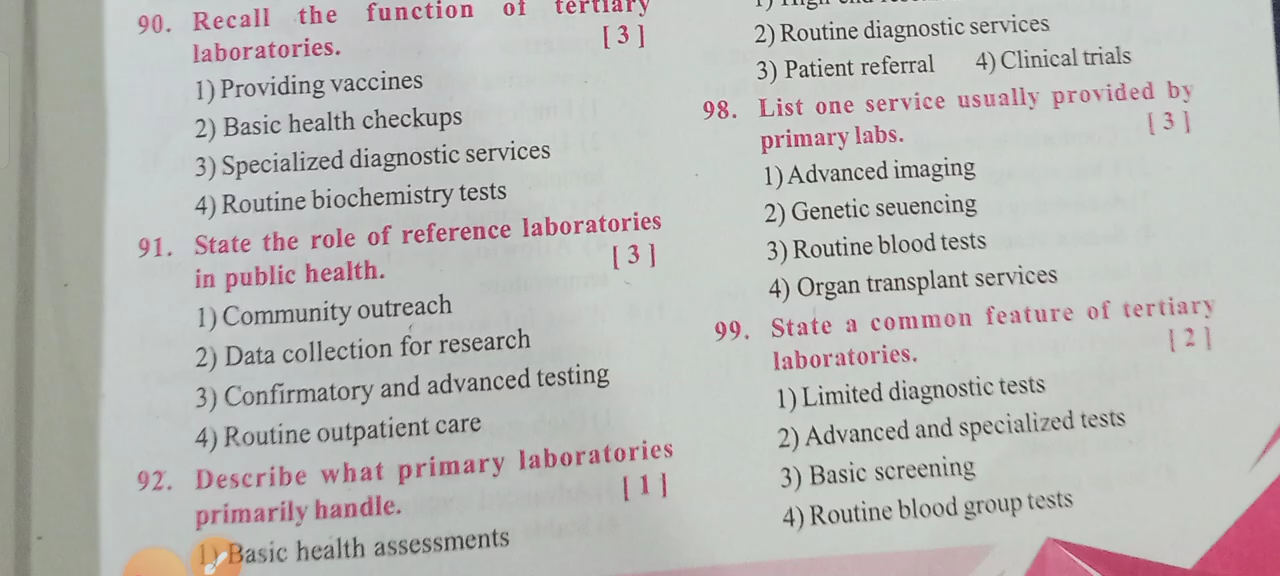 90. Recall the function of tertiary
laboratories. [ 3 ]
1) Providing vaccines
2) Basic health checkups
3) Specialized diagnostic services
4) Routine biochemistry tests
91. State the role of reference laboratories
in public health. [ 3 ]
1) Community outreach
2) Data collection for research
3) Confirmatory and advanced testing
4) Routine outpatient care
92. Describe what primary laboratories
primarily handle. [ 1 ]
1) Basic health assessments
2) Routine diagnostic services
3) Patient referral 4) Clinical trials
98. List one service usually provided by
primary labs. [ 3 ]
1) Advanced imaging
2) Genetic seuencing
3) Routine blood tests
4) Organ transplant services
99. State a common feature of tertiary
laboratories. [ 2 ]
1) Limited diagnostic tests
2) Advanced and specialized tests
3) Basic screening
4) Routine blood group tests